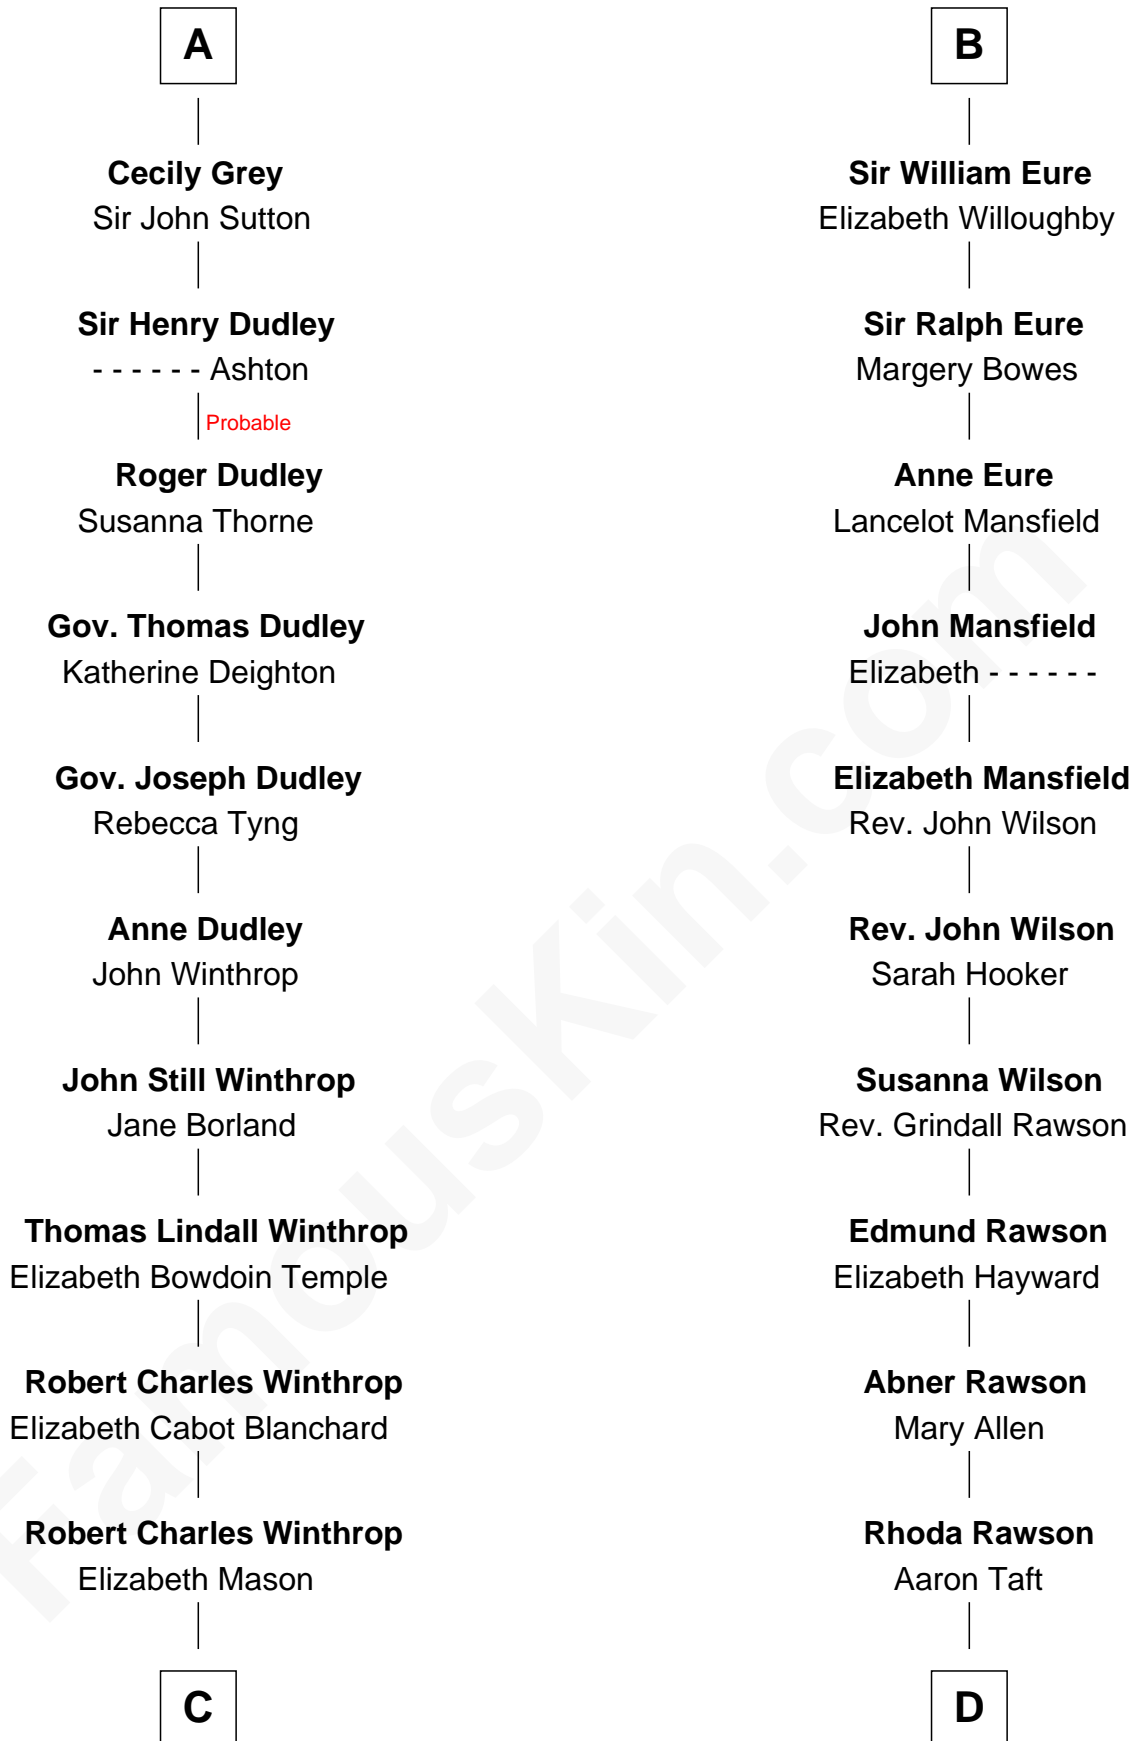 A
B
Cecily Grey
Sir John Sutton
Sir William Eure
Elizabeth Willoughby
Sir Henry Dudley
- - - - - - Ashton
Sir Ralph Eure
Margery Bowes
Probable
Roger Dudley
Susanna Thorne
Anne Eure
Lancelot Mansfield
Gov. Thomas Dudley
Katherine Deighton
John Mansfield
Elizabeth - - - - - -
Gov. Joseph Dudley
Rebecca Tyng
Elizabeth Mansfield
Rev. John Wilson
Anne Dudley
John Winthrop
Rev. John Wilson
Sarah Hooker
John Still Winthrop
Jane Borland
Susanna Wilson
Rev. Grindall Rawson
Thomas Lindall Winthrop
Elizabeth Bowdoin Temple
Edmund Rawson
Elizabeth Hayward
Robert Charles Winthrop
Elizabeth Cabot Blanchard
Abner Rawson
Mary Allen
Robert Charles Winthrop
Elizabeth Mason
Rhoda Rawson
Aaron Taft
C
D
FamousKin.com